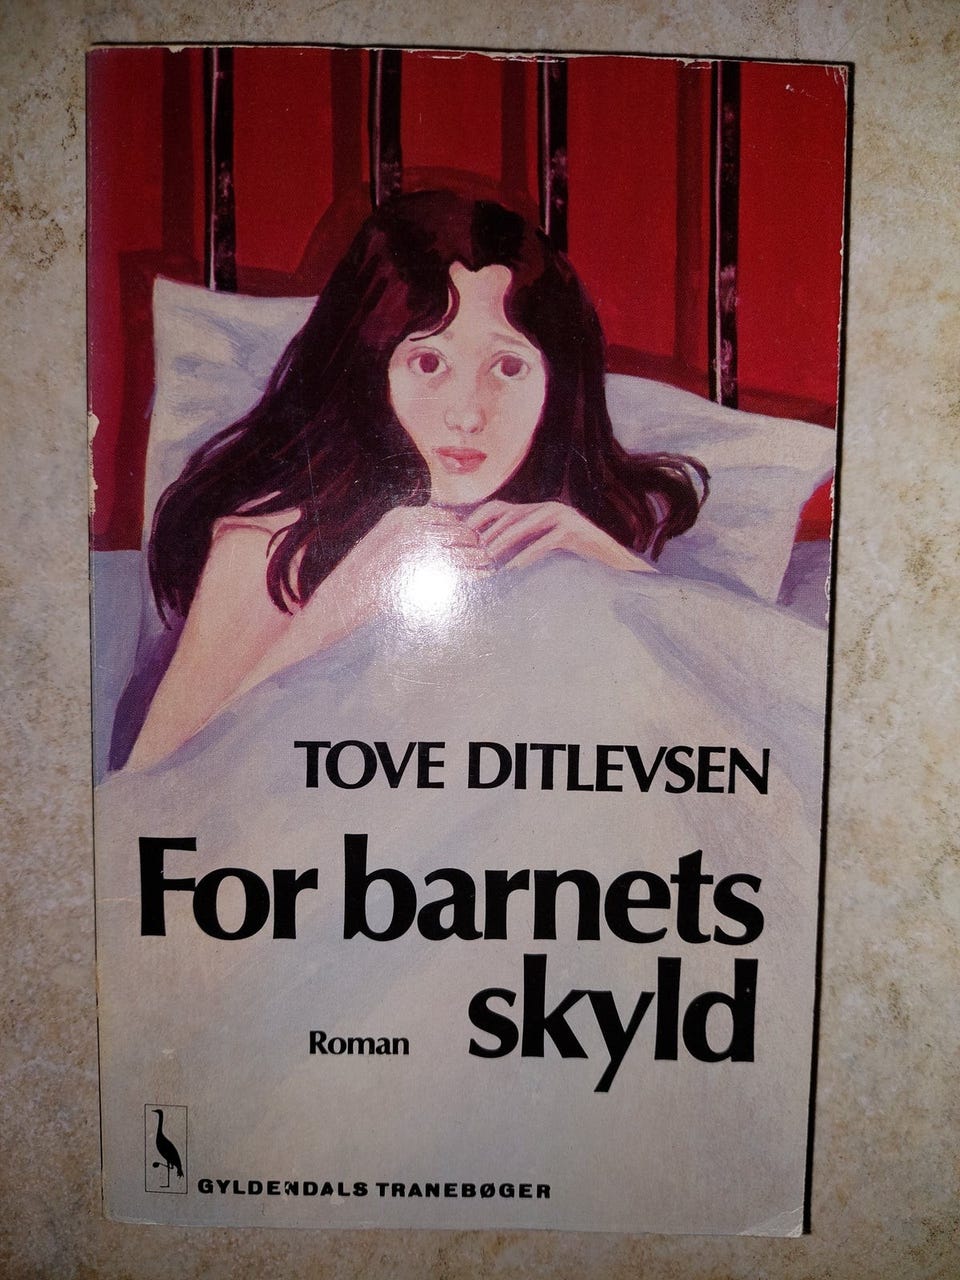 TOVE DITLEVSEN
For barnets
skyld
Roman
GYLDENDALS TRANEBØGER